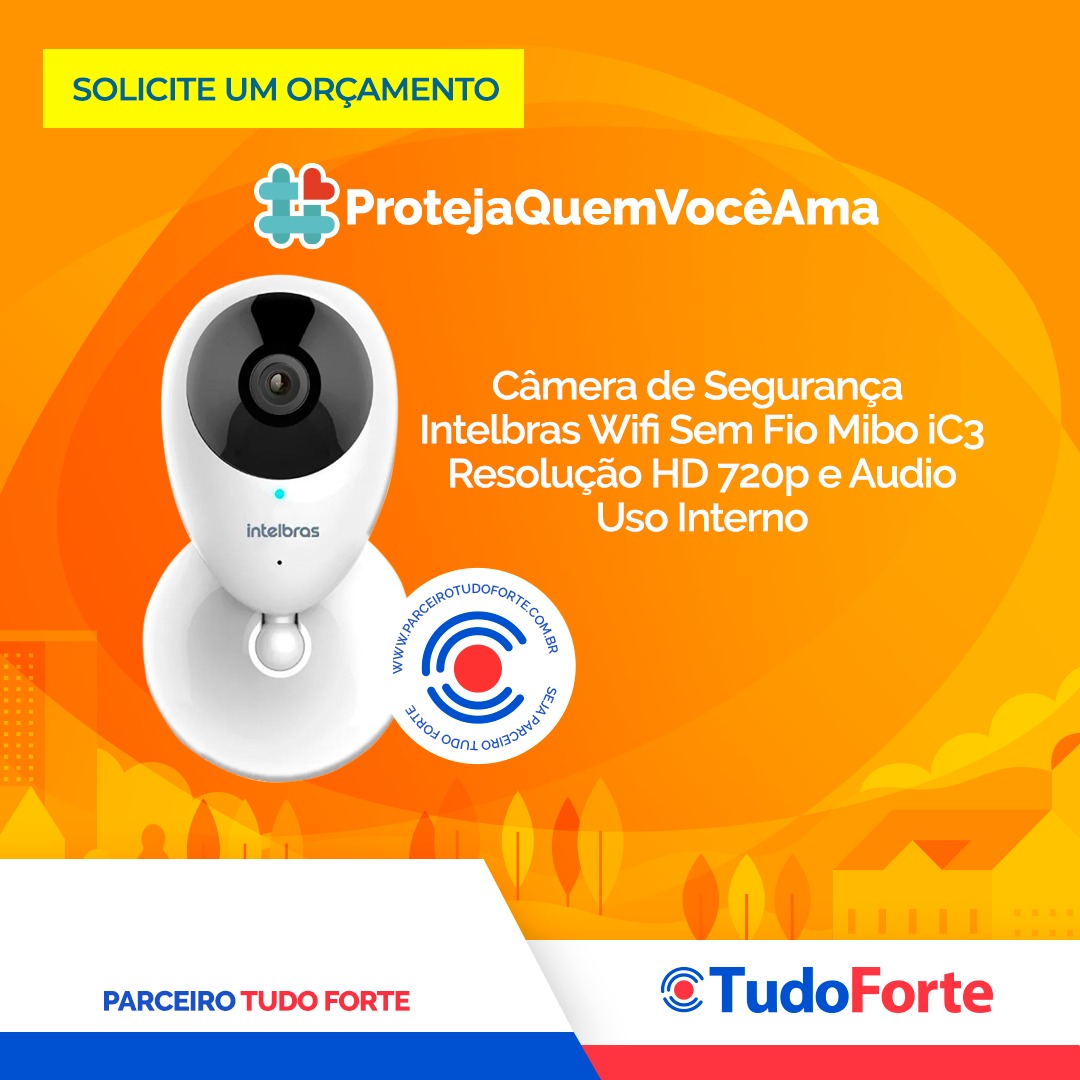 SOLICITE UM ORÇAMENTO
#ProtejaQuemVocêAma
Câmera de Segurança
Intelbras Wifi Sem Fio Mibo iC3
Resolução HD 720p e Audio
Uso Interno
intelbras
WWW.PARCEIROTUDOFORTE.COM.BR
SEJA PARCEIRO TUDO FORTE
PARCEIRO TUDO FORTE
TudoForte